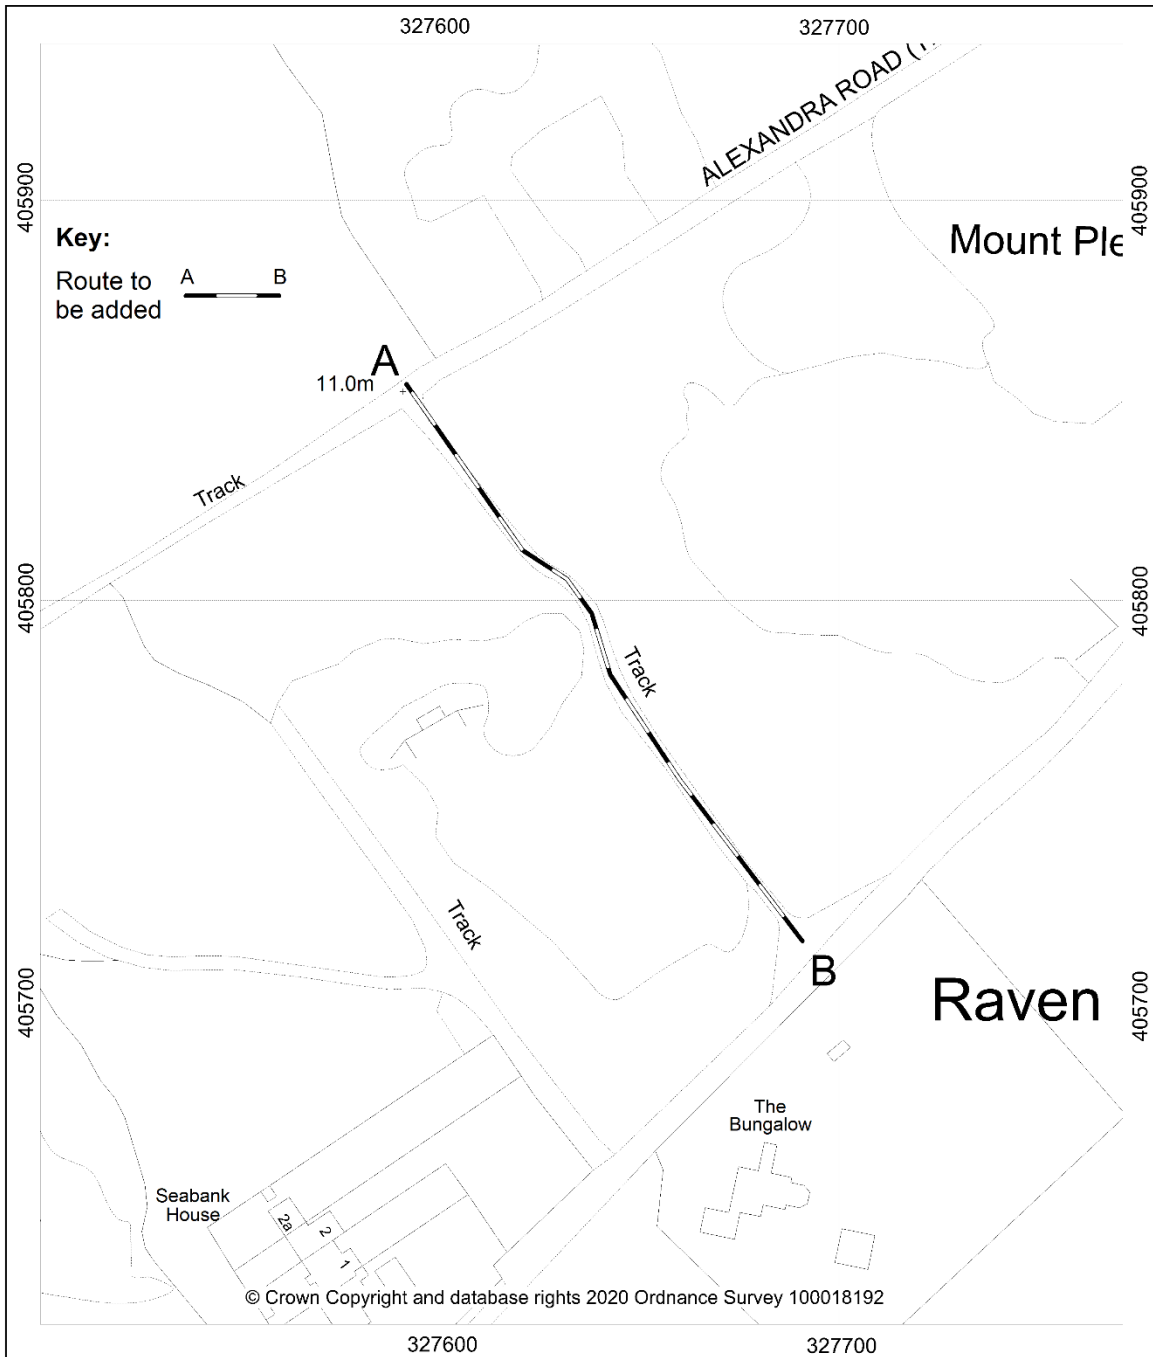 327600
327700
ALEXANDRA ROAD
405900
405900
Mount Ple
Key:
Route to
be added
A
B
A
11.0m
Track
405800
405800
Track
Track
B
405700
405700
Raven
The
Bungalow
Seabank
House
2a
2
1
© Crown Copyright and database rights 2020 Ordnance Survey 100018192
327600
327700